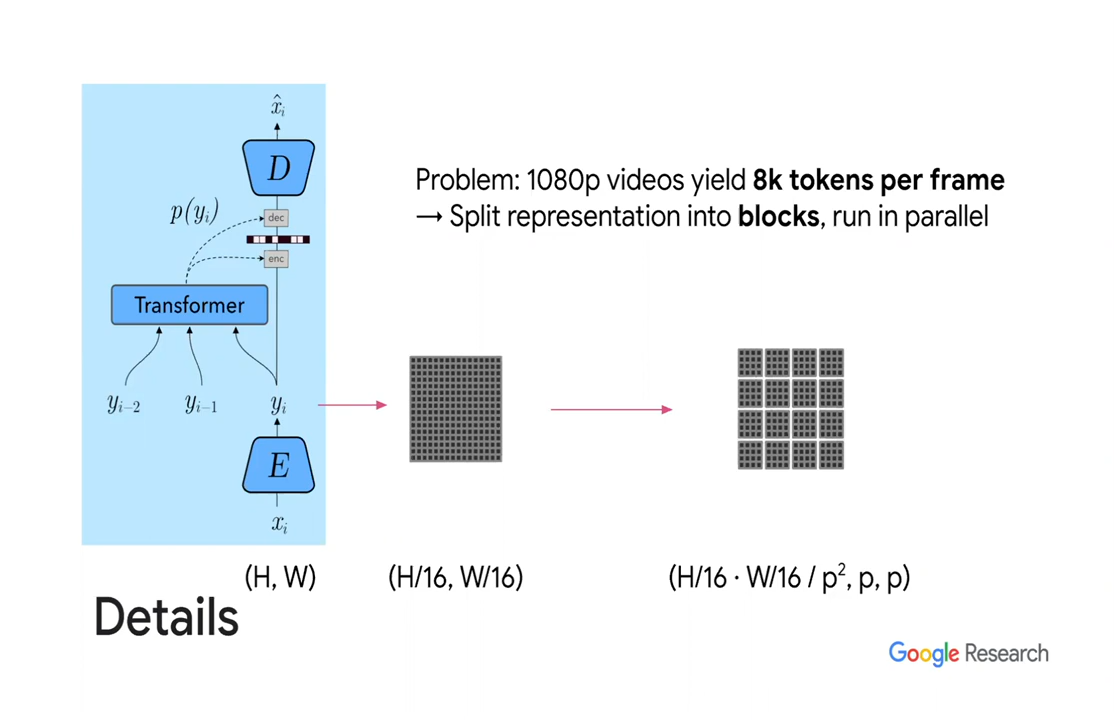 x̂ᵢ
D
p(yᵢ)
dec
enc
Transformer
yᵢ₋₂ yᵢ₋₁ yᵢ
E
xᵢ
Problem: 1080p videos yield 8k tokens per frame
→ Split representation into blocks, run in parallel
(H, W) (H/16, W/16) (H/16 · W/16 / p², p, p)
Details
Google Research